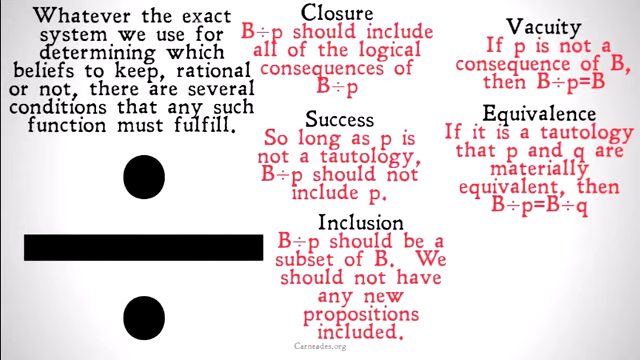 Whatever the exact
system we use for
determining which
beliefs to keep, rational
or not, there are several
conditions that any such
function must fulfill.
Closure
B÷p should include
all of the logical
consequences of
B÷p
Success
So long as p is
not a tautology,
B÷p should not
include p.
Inclusion
B÷p should be a
subset of B. We
should not have
any new
propositions
included.
Vacuity
If p is not a
consequence of B,
then B÷p=B
Equivalence
If it is a tautology
that p and q are
materially
equivalent, then
B÷p=B÷q
Carneades.org